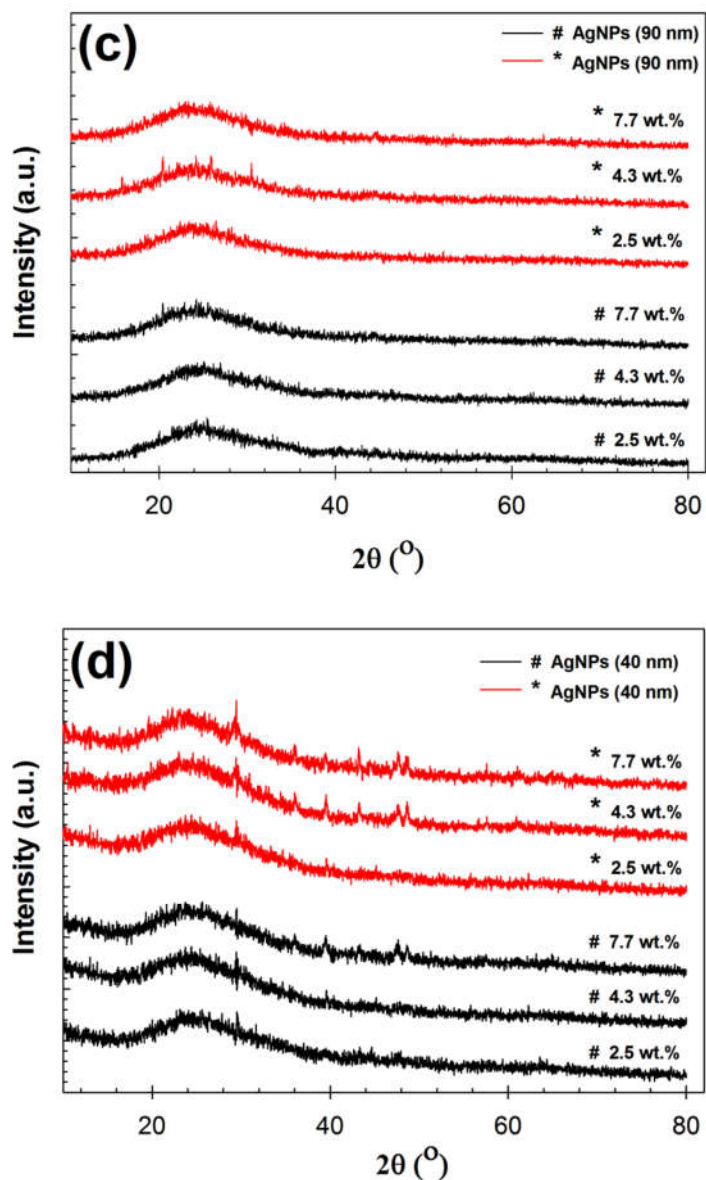 (c)
# AgNPs (90 nm)
* AgNPs (90 nm)
* 7.7 wt.%
* 4.3 wt.%
* 2.5 wt.%
# 7.7 wt.%
# 4.3 wt.%
# 2.5 wt.%
Intensity (a.u.)
20 40 60 80
2θ (O)
(d)
# AgNPs (40 nm)
* AgNPs (40 nm)
* 7.7 wt.%
* 4.3 wt.%
* 2.5 wt.%
# 7.7 wt.%
# 4.3 wt.%
# 2.5 wt.%
Intensity (a.u.)
20 40 60 80
2θ (O)